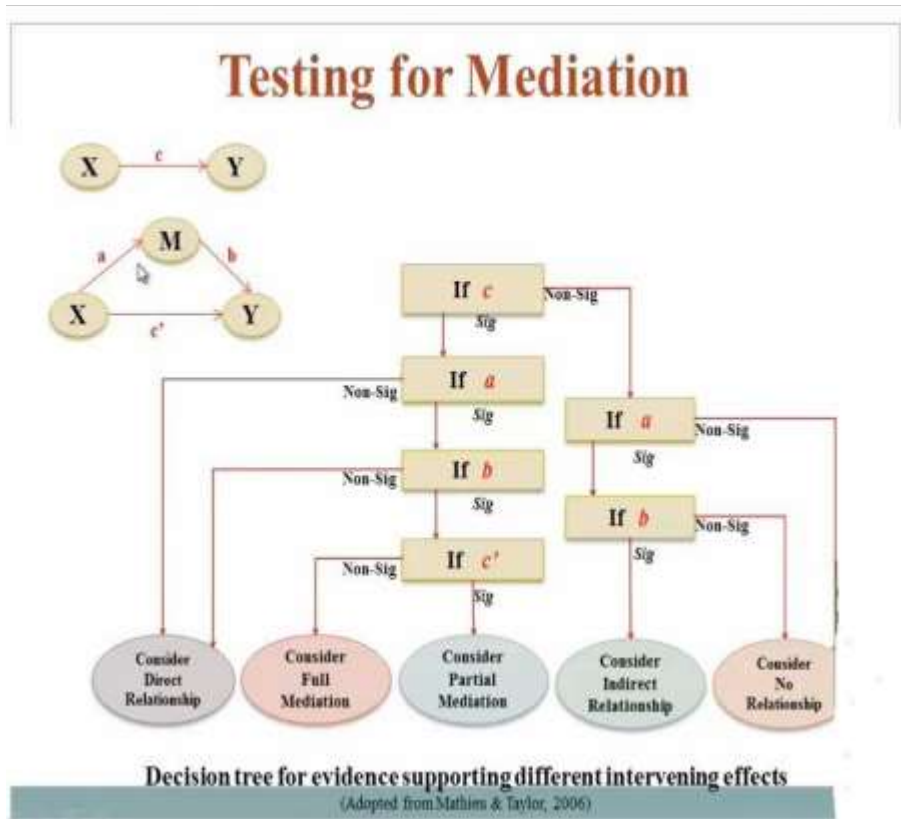 Testing for Mediation
X
c
Y
M
a
b
X
Y
c'
If c
Non-Sig
Sig
If a
Non-Sig
Sig
If a
Non-Sig
Sig
If b
Non-Sig
Sig
If b
Non-Sig
Sig
If c'
Non-Sig
Sig
Consider
Direct
Relationship
Consider
Full
Mediation
Consider
Partial
Mediation
Consider
Indirect
Relationship
Consider
No
Relationship
Decision tree for evidence supporting different intervening effects
(Adopted from Mathieu & Taylor, 2006)